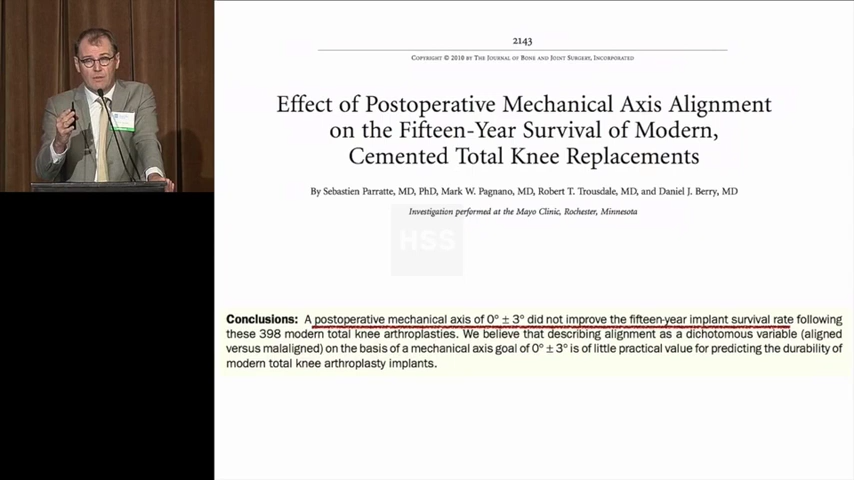 2143
COPYRIGHT © 2010 BY THE JOURNAL OF BONE AND JOINT SURGERY, INCORPORATED
Effect of Postoperative Mechanical Axis Alignment
on the Fifteen-Year Survival of Modern,
Cemented Total Knee Replacements
By Sebastien Parratte, MD, PhD, Mark W. Pagnano, MD, Robert T. Trousdale, MD, and Daniel J. Berry, MD
Investigation performed at the Mayo Clinic, Rochester, Minnesota
HSS
Conclusions: A postoperative mechanical axis of 0° ± 3° did not improve the fifteen-year implant survival rate following
these 398 modern total knee arthroplasties. We believe that describing alignment as a dichotomous variable (aligned
versus malaligned) on the basis of a mechanical axis goal of 0° ± 3° is of little practical value for predicting the durability of
modern total knee arthroplasty implants.